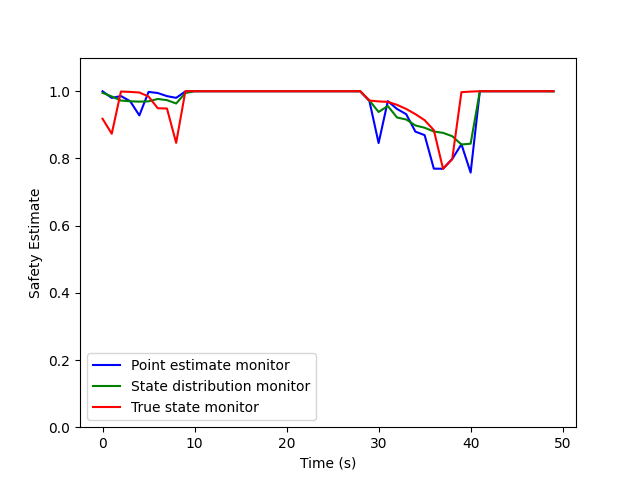 1.0
0.8
0.6
0.4
0.2
0.0
Safety Estimate
Point estimate monitor
State distribution monitor
True state monitor
0 10 20 30 40 50
Time (s)